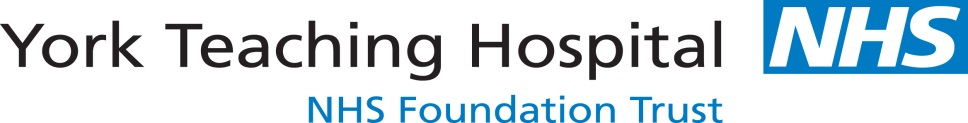 York Teaching Hospital NHS
NHS Foundation Trust